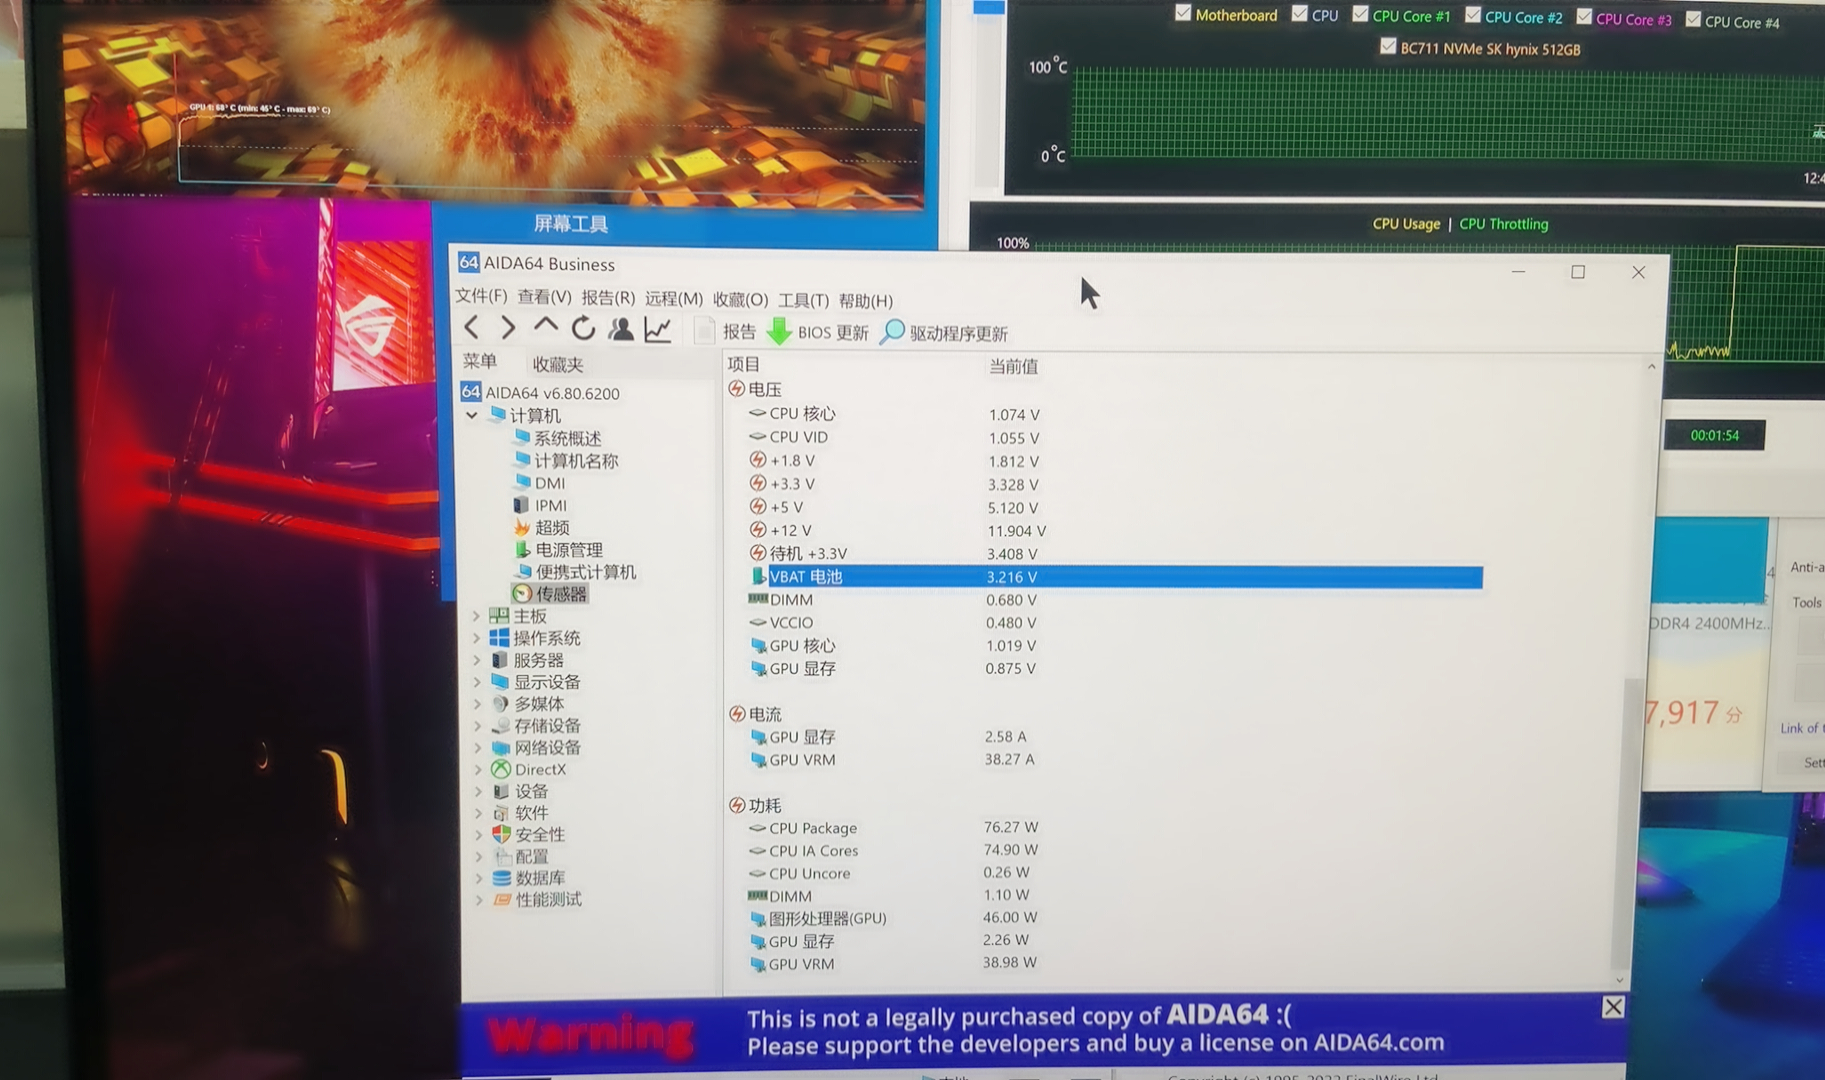 Motherboard CPU CPU Core #1 CPU Core #2 CPU Core #3 CPU Core #4
BC711 NVMe SK hynix 512GB
100°C
0°C
12:4
GPU 1: 68° C (min: 45° C - max: 69° C)
CPU Usage | CPU Throttling
100%
屏幕工具
64 AIDA64 Business
文件(F) 查看(V) 报告(R) 远程(M) 收藏(O) 工具(T) 帮助(H)
报告 BIOS 更新 驱动程序更新
菜单 收藏夹
64 AIDA64 v6.80.6200
计算机
系统概述
计算机名称
DMI
IPMI
超频
电源管理
便携式计算机
传感器
主板
操作系统
服务器
显示设备
多媒体
存储设备
网络设备
DirectX
设备
软件
安全性
配置
数据库
性能测试
项目 当前值
电压
CPU 核心 1.074 V
CPU VID 1.055 V
+1.8 V 1.812 V
+3.3 V 3.328 V
+5 V 5.120 V
+12 V 11.904 V
待机 +3.3V 3.408 V
VBAT 电池 3.216 V
DIMM 0.680 V
VCCIO 0.480 V
GPU 核心 1.019 V
GPU 显存 0.875 V
电流
GPU 显存 2.58 A
GPU VRM 38.27 A
功耗
CPU Package 76.27 W
CPU IA Cores 74.90 W
CPU Uncore 0.26 W
DIMM 1.10 W
图形处理器(GPU) 46.00 W
GPU 显存 2.26 W
GPU VRM 38.98 W
00:01:54
Anti-a
Tools
DDR4 2400MHz..
7,917 分
Link of t
Sett
Warning
This is not a legally purchased copy of AIDA64 :(
Please support the developers and buy a license on AIDA64.com